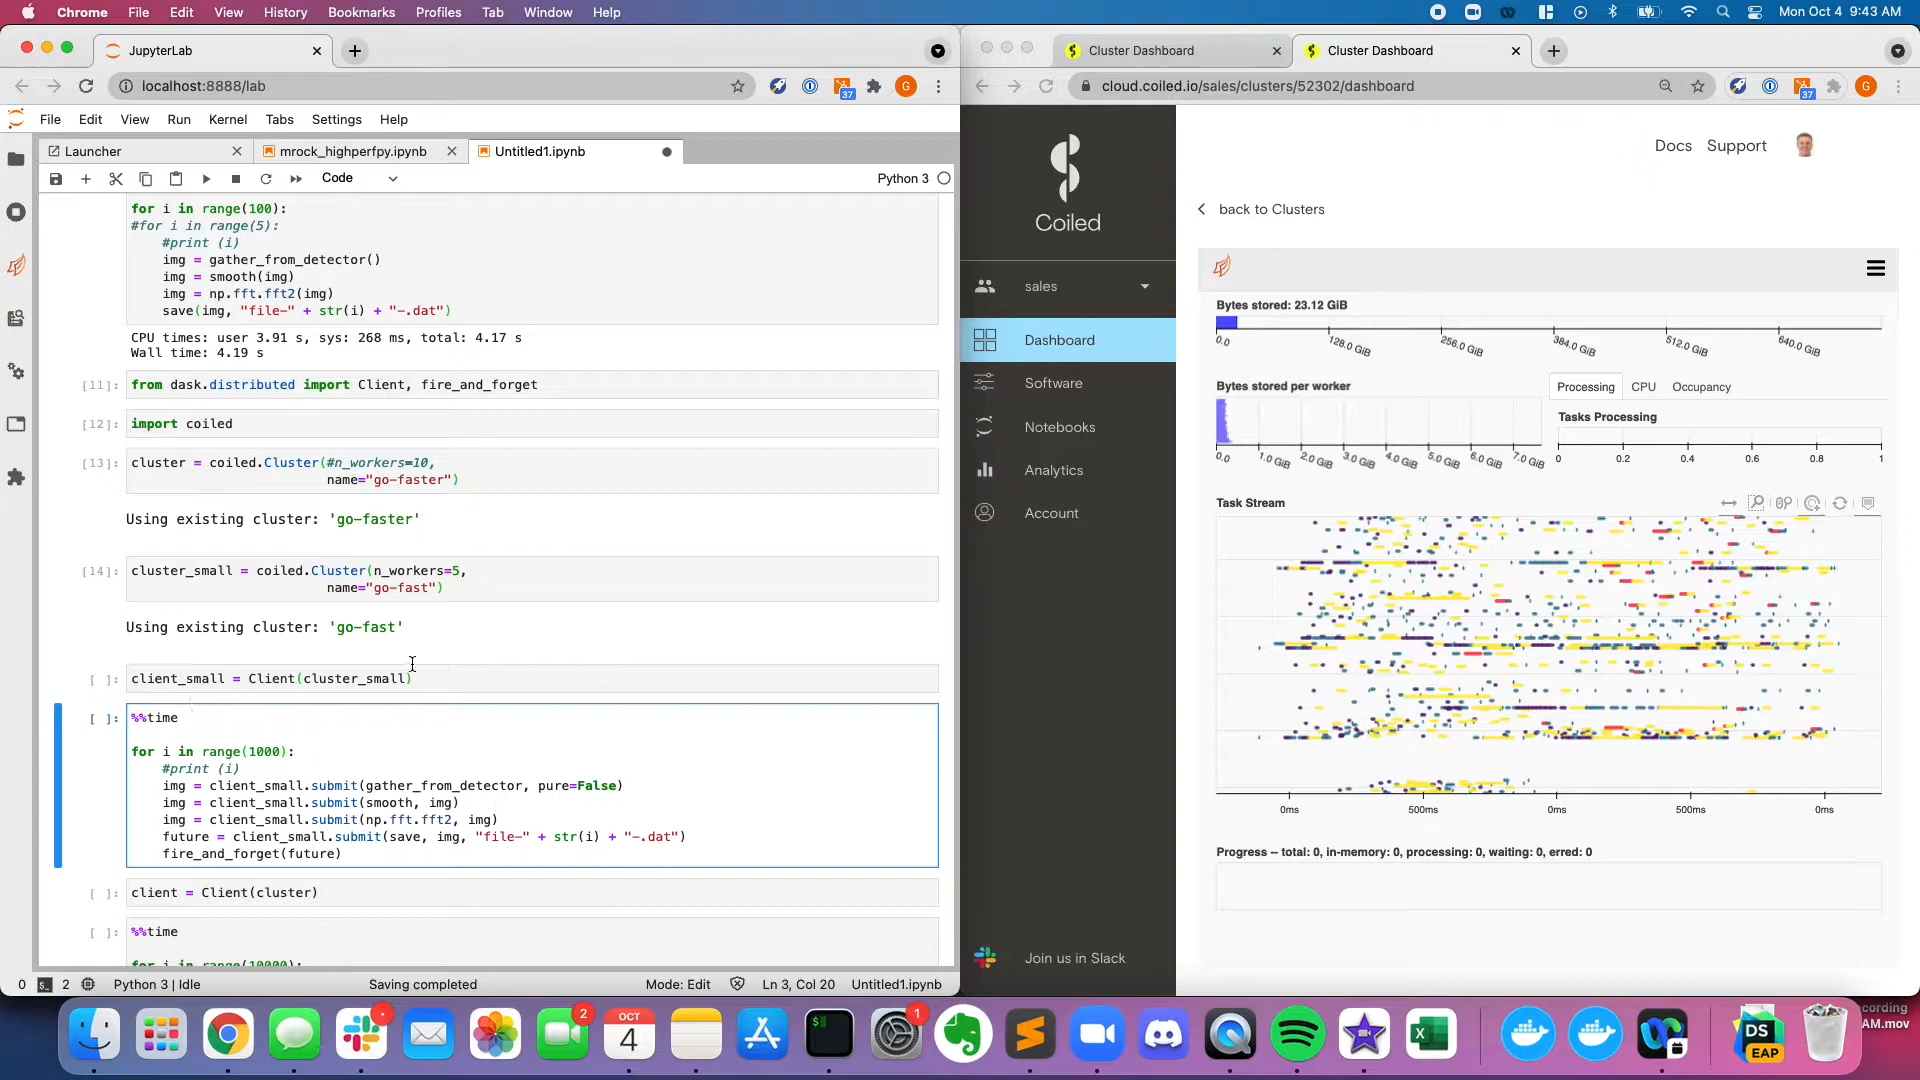 Chrome File Edit View History Bookmarks Profiles Tab Window Help
Mon Oct 4 9:43 AM
JupyterLab
localhost:8888/lab
37
G
File Edit View Run Kernel Tabs Settings Help
Launcher
mrock_highperfpy.ipynb
Untitled1.ipynb
Code
Python 3
for i in range(100):
#for i in range(5):
#print (i)
img = gather_from_detector()
img = smooth(img)
img = np.fft.fft2(img)
save(img, "file-" + str(i) + "-.dat")
CPU times: user 3.91 s, sys: 268 ms, total: 4.17 s
Wall time: 4.19 s
[11]: from dask.distributed import Client, fire_and_forget
[12]: import coiled
[13]: cluster = coiled.Cluster(#n_workers=10,
name="go-faster")
Using existing cluster: 'go-faster'
[14]: cluster_small = coiled.Cluster(n_workers=5,
name="go-fast")
Using existing cluster: 'go-fast'
[ ]: client_small = Client(cluster_small)
[ ]: %%time
for i in range(1000):
#print (i)
img = client_small.submit(gather_from_detector, pure=False)
img = client_small.submit(smooth, img)
img = client_small.submit(np.fft.fft2, img)
future = client_small.submit(save, img, "file-" + str(i) + "-.dat")
fire_and_forget(future)
[ ]: client = Client(cluster)
[ ]: %%time
for i in range(10000):
0
2
Python 3 | Idle
Saving completed
Mode: Edit
Ln 3, Col 20
Untitled1.ipynb
Cluster Dashboard
Cluster Dashboard
cloud.coiled.io/sales/clusters/52302/dashboard
37
G
Coiled
sales
Dashboard
Software
Notebooks
Analytics
Account
Join us in Slack
Docs Support
back to Clusters
Bytes stored: 23.12 GiB
0.0 128.0 GiB 256.0 GiB 384.0 GiB 512.0 GiB 640.0 GiB
Bytes stored per worker
0.0 1.0 GiB 2.0 GiB 3.0 GiB 4.0 GiB 5.0 GiB 6.0 GiB 7.0 GiB
Processing CPU Occupancy
Tasks Processing
0 0.2 0.4 0.6 0.8 1
Task Stream
0ms 500ms 0ms 500ms 0ms
Progress -- total: 0, in-memory: 0, processing: 0, waiting: 0, erred: 0
2
OCT
4
1
DS
EAP
cording
AM.mov